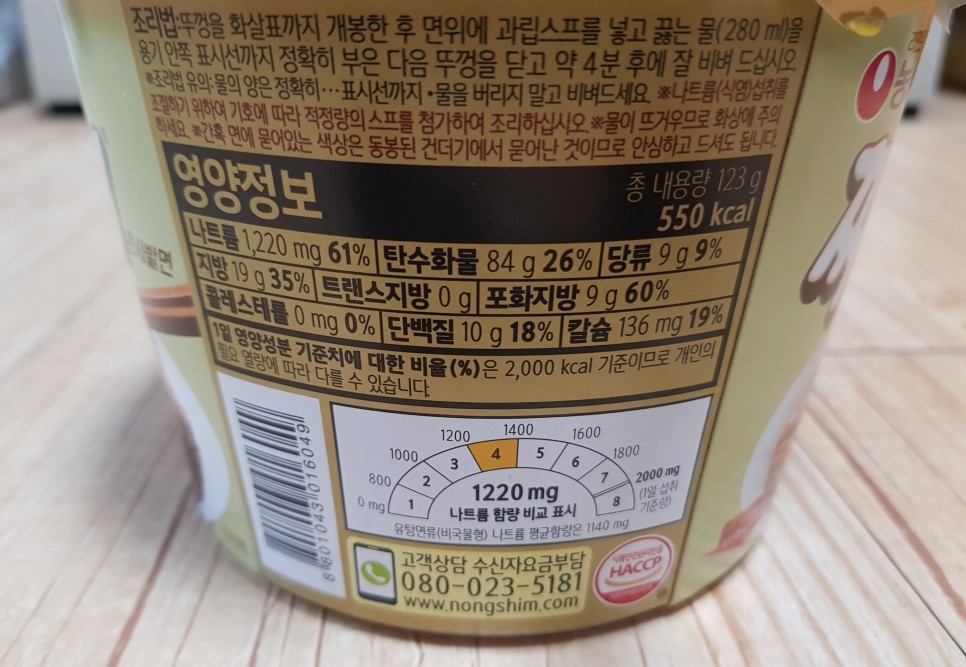 조리법:뚜껑을 화살표까지 개봉한 후 면위에 과립스프를 넣고 끓는 물(280 ml)을
용기 안쪽 표시선까지 정확히 부은 다음 뚜껑을 닫고 약 4분 후에 잘 비벼 드십시오
※조리법 유의:물의 양은 정확히…표시선까지 •물을 버리지 말고 비벼드세요. ※나트륨(식염)섭취를
조절하기 위하여 기호에 따라 적정량의 스프를 첨가하여 조리하십시오 ※물이 뜨거우므로 화상에 주의
하세요 ※간혹 면에 묻어있는 색상은 동봉된 건더기에서 묻어난 것이므로 안심하고 드셔도 됩니다.
영양정보
총 내용량 123 g
550 kcal
나트륨 1,220 mg 61% 탄수화물 84 g 26% 당류 9 g 9%
지방 19 g 35% 트랜스지방 0 g 포화지방 9 g 60%
콜레스테롤 0 mg 0% 단백질 10 g 18% 칼슘 136 mg 19%
1일 영양성분 기준치에 대한 비율(%)은 2,000 kcal 기준이므로 개인의
필요 열량에 따라 다를 수 있습니다.
0 mg 800 1000 1200 1400 1600 1800 2000 mg
(1일 섭취
기준량)
1 2 3 4 5 6 7 8
1220 mg
나트륨 함량 비교 표시
유탕면류(비국물형) 나트륨 평균함량은 1140 mg
8 801043 016049
고객상담 수신자요금부담
080-023-5181
www.nongshim.com
HACCP
농